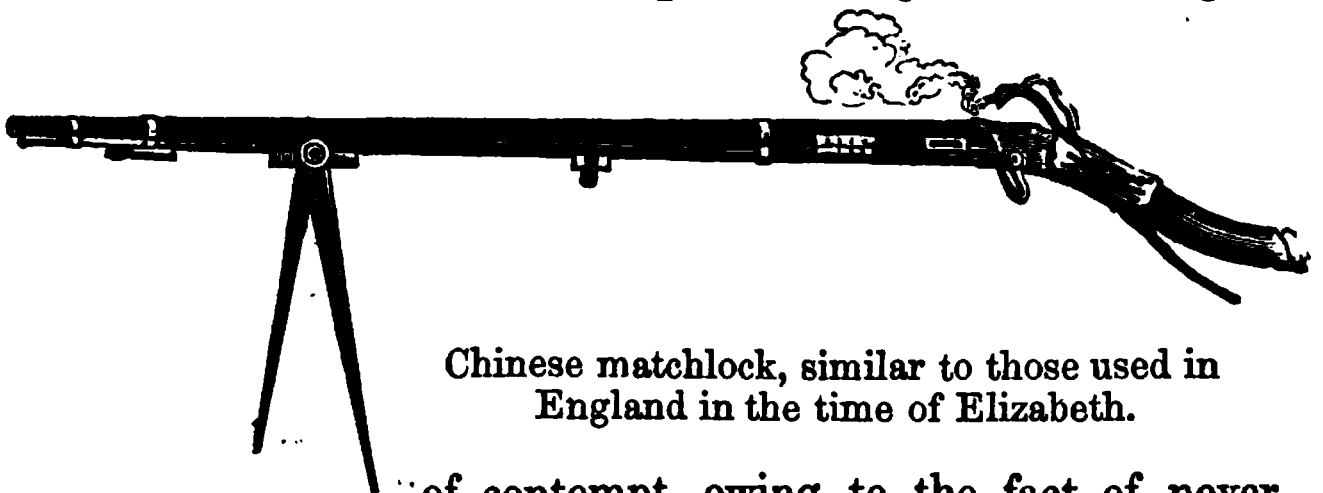 Chinese matchlock, similar to those used in
England in the time of Elizabeth.
of contempt, owing to the fact of never